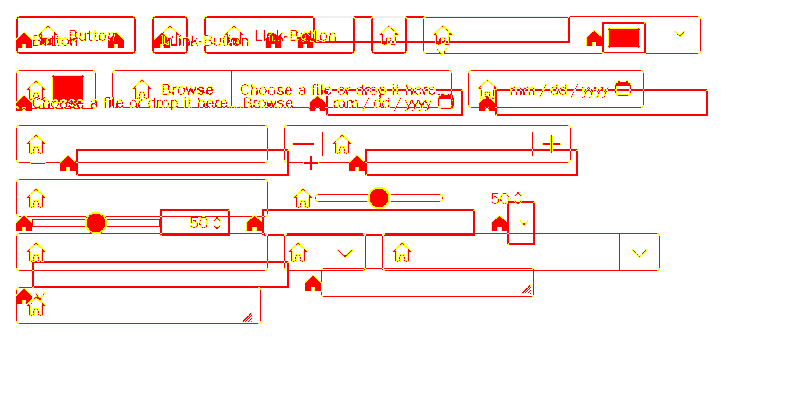 Button Link-Button
Button Link-Button
Browse Choose a file or drop it here. mm/dd/yyyy
Choose a file or drop it here. Browse mm/dd/yyyy
50
50